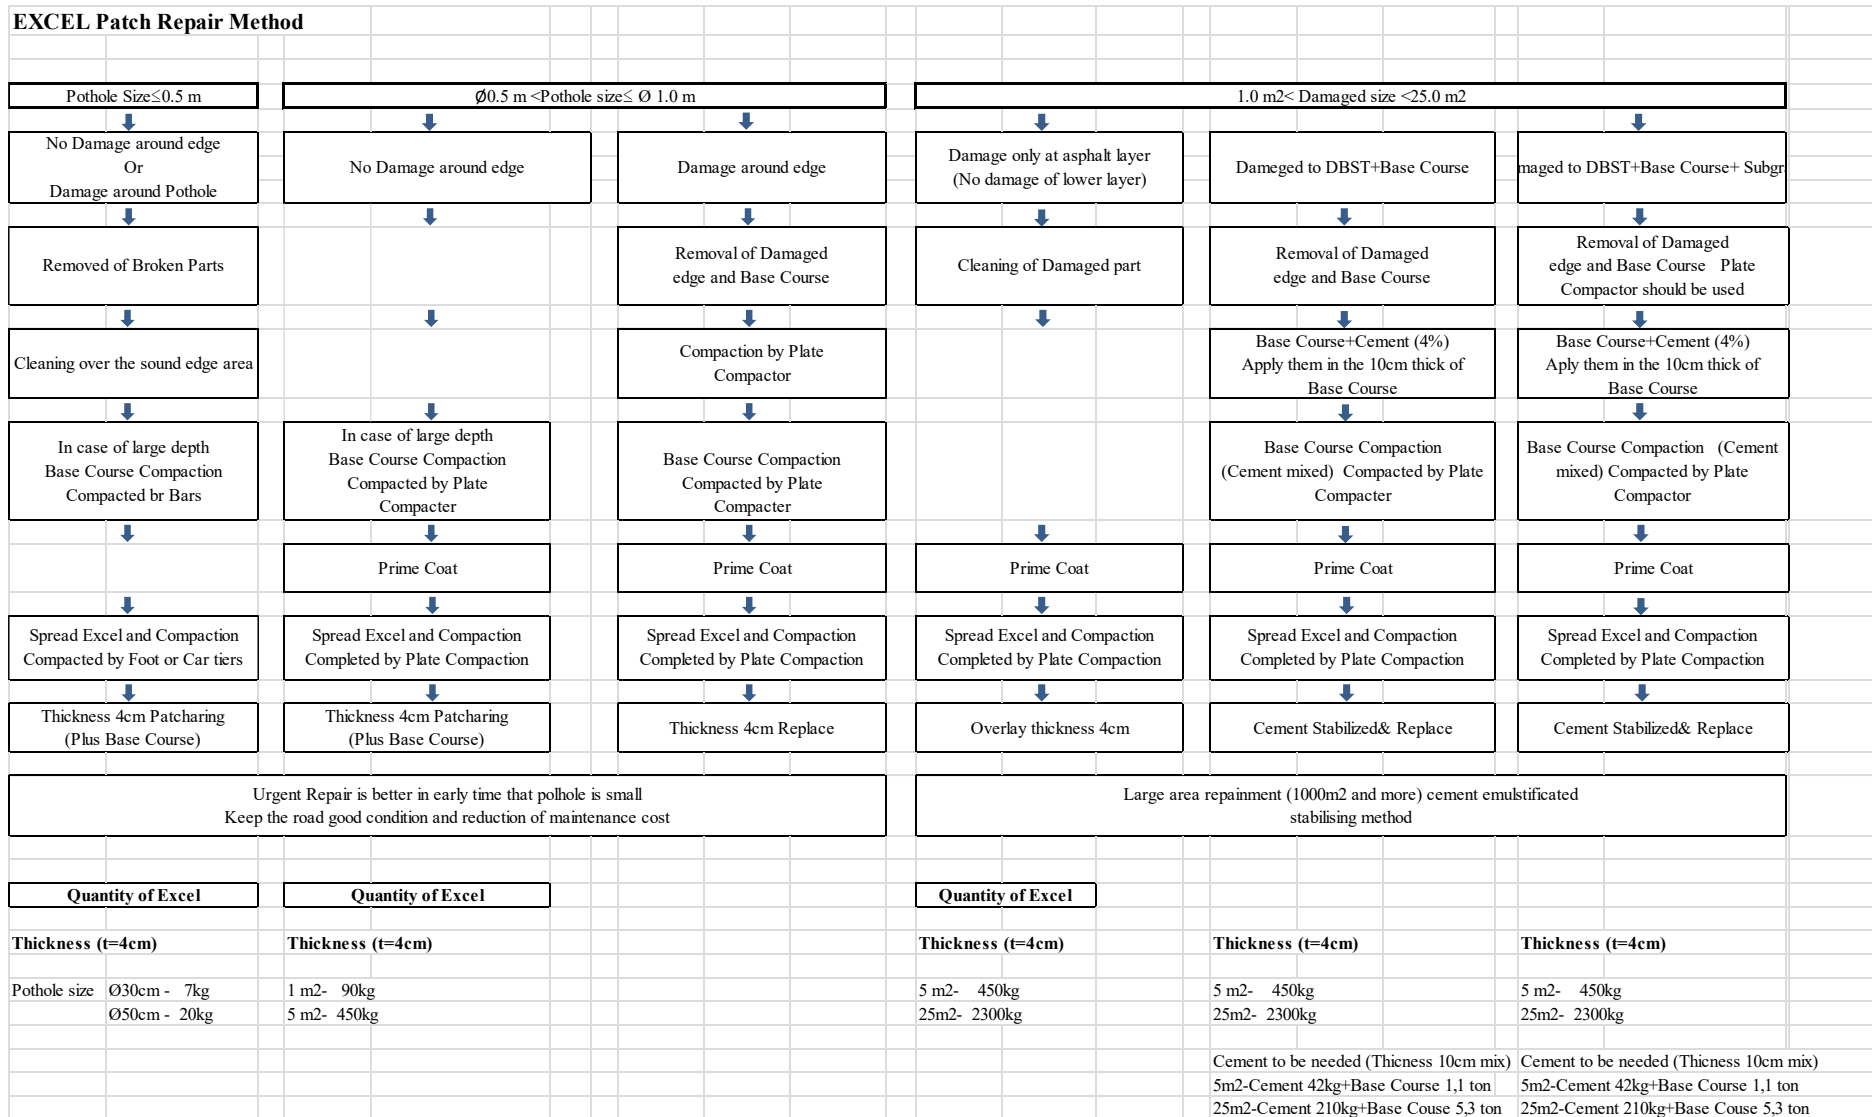 EXCEL Patch Repair Method
Pothole Size≤0.5 m
Ø0.5 m <Pothole size≤ Ø 1.0 m
1.0 m2< Damaged size <25.0 m2
No Damage around edge
Or
Damage around Pothole
No Damage around edge
Damage around edge
Damage only at asphalt layer
(No damage of lower layer)
Dameged to DBST+Base Course
maged to DBST+Base Course+ Subgr
Removed of Broken Parts
Removal of Damaged
edge and Base Course
Cleaning of Damaged part
Removal of Damaged
edge and Base Course
Removal of Damaged
edge and Base Course Plate
Compactor should be used
Cleaning over the sound edge area
Compaction by Plate
Compactor
Base Course+Cement (4%)
Apply them in the 10cm thick of
Base Course
Base Course+Cement (4%)
Aply them in the 10cm thick of
Base Course
In case of large depth
Base Course Compaction
Compacted br Bars
In case of large depth
Base Course Compaction
Compacted by Plate
Compacter
Base Course Compaction
Compacted by Plate
Compacter
Base Course Compaction
(Cement mixed) Compacted by Plate
Compacter
Base Course Compaction (Cement
mixed) Compacted by Plate
Compactor
Prime Coat
Prime Coat
Prime Coat
Prime Coat
Prime Coat
Spread Excel and Compaction
Compacted by Foot or Car tiers
Spread Excel and Compaction
Completed by Plate Compaction
Spread Excel and Compaction
Completed by Plate Compaction
Spread Excel and Compaction
Completed by Plate Compaction
Spread Excel and Compaction
Completed by Plate Compaction
Spread Excel and Compaction
Completed by Plate Compaction
Thickness 4cm Patcharing
(Plus Base Course)
Thickness 4cm Patcharing
(Plus Base Course)
Thickness 4cm Replace
Overlay thickness 4cm
Cement Stabilized& Replace
Cement Stabilized& Replace
Urgent Repair is better in early time that polhole is small
Keep the road good condition and reduction of maintenance cost
Large area repainment (1000m2 and more) cement emulstificated
stabilising method
Quantity of Excel
Quantity of Excel
Quantity of Excel
Thickness (t=4cm)
Thickness (t=4cm)
Thickness (t=4cm)
Thickness (t=4cm)
Thickness (t=4cm)
Pothole size Ø30cm - 7kg
Ø50cm - 20kg
1 m2- 90kg
5 m2- 450kg
5 m2- 450kg
25m2- 2300kg
5 m2- 450kg
25m2- 2300kg
5 m2- 450kg
25m2- 2300kg
Cement to be needed (Thicness 10cm mix)
5m2-Cement 42kg+Base Course 1,1 ton
25m2-Cement 210kg+Base Couse 5,3 ton
Cement to be needed (Thicness 10cm mix)
5m2-Cement 42kg+Base Course 1,1 ton
25m2-Cement 210kg+Base Couse 5,3 ton